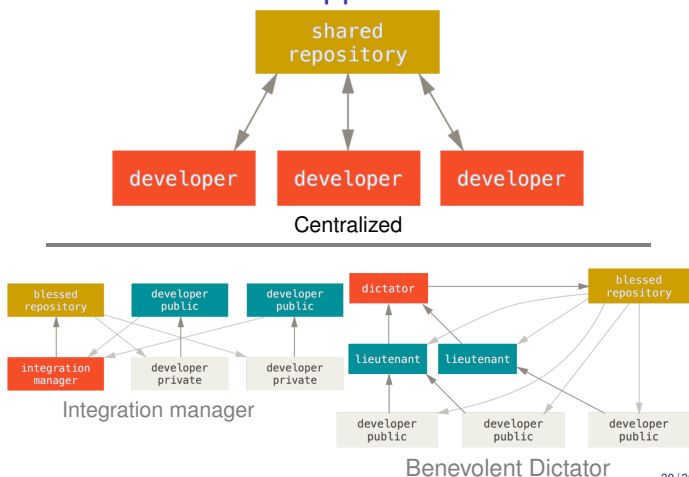 shared
repository
developer
developer
developer
Centralized
blessed
repository
developer
public
developer
public
integration
manager
developer
private
developer
private
Integration manager
dictator
blessed
repository
lieutenant
lieutenant
developer
public
developer
public
developer
public
Benevolent Dictator